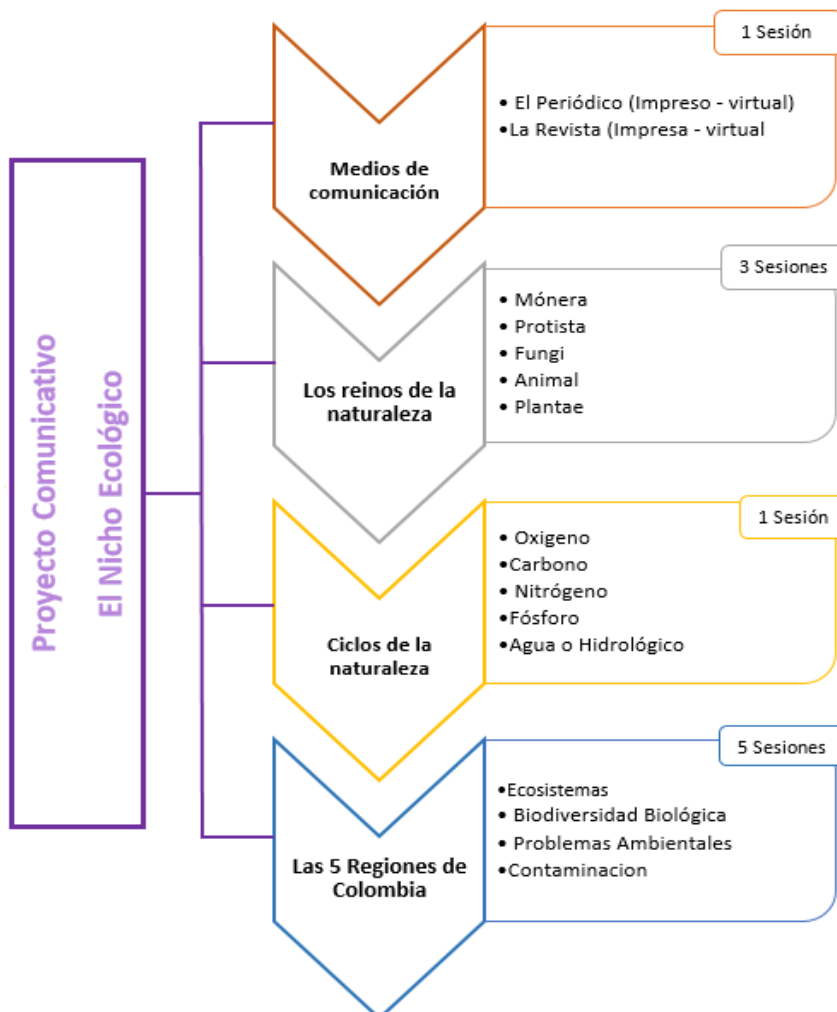 Proyecto Comunicativo
El Nicho Ecológico
Medios de
comunicación
1 Sesión
• El Periódico (Impreso - virtual)
•La Revista (Impresa - virtual
Los reinos de la
naturaleza
3 Sesiones
• Mónera
• Protista
• Fungi
• Animal
• Plantae
Ciclos de la
naturaleza
1 Sesión
• Oxigeno
•Carbono
• Nitrógeno
•Fósforo
•Agua o Hidrológico
Las 5 Regiones de
Colombia
5 Sesiones
•Ecosistemas
• Biodiversidad Biológica
• Problemas Ambientales
•Contaminacion